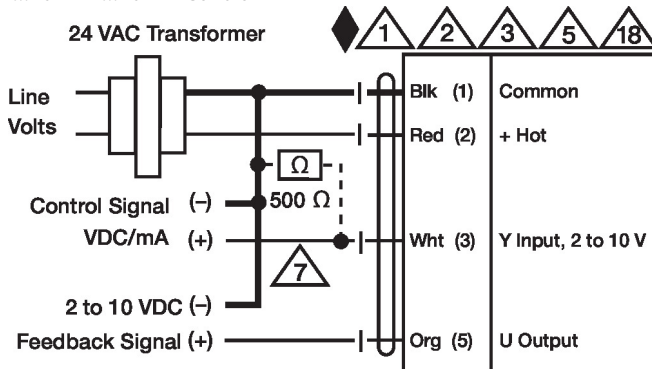 24 VAC Transformer
1 2 3 5 18
Line Volts
Blk (1) Common
Red (2) + Hot
Ω
500 Ω
Control Signal (-)
VDC/mA (+)
Wht (3) Y Input, 2 to 10 V
7
2 to 10 VDC (-)
Feedback Signal (+)
Org (5) U Output